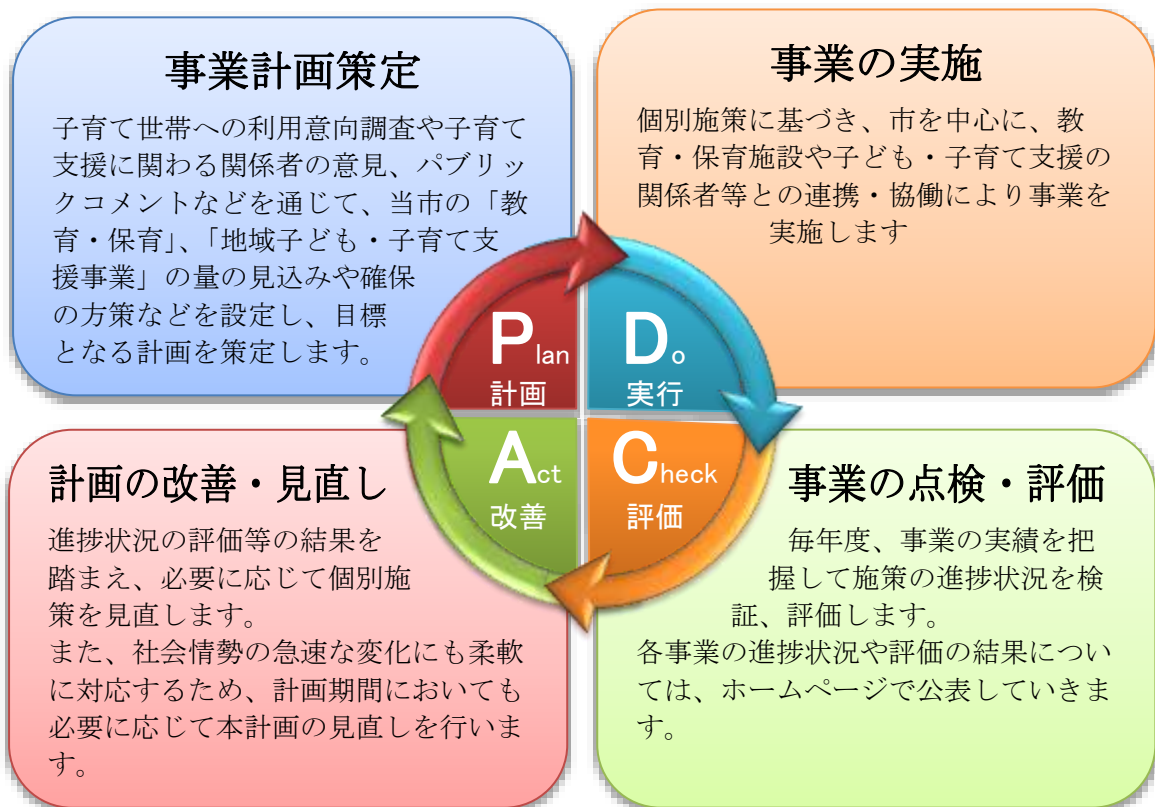 事業計画策定
子育て世帯への利用意向調査や子育て
支援に関わる関係者の意見、パブリッ
クコメントなどを通じて、当市の「教
育・保育」、「地域子ども・子育て支
援事業」の量の見込みや確保
の方策などを設定し、目標
となる計画を策定します。
事業の実施
個別施策に基づき、市を中心に、教
育・保育施設や子ども・子育て支援の
関係者等との連携・協働により事業を
実施します
Plan
計画
Do
実行
Act
改善
Check
評価
計画の改善・見直し
進捗状況の評価等の結果を
踏まえ、必要に応じて個別施
策を見直します。
また、社会情勢の急速な変化にも柔軟
に対応するため、計画期間においても
必要に応じて本計画の見直しを行いま
す。
事業の点検・評価
毎年度、事業の実績を把
握して施策の進捗状況を検
証、評価します。
各事業の進捗状況や評価の結果につい
ては、ホームページで公表していきま
す。